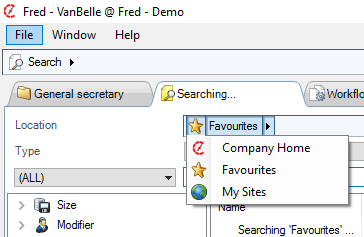 Fred - VanBelle @ Fred - Demo
File Window Help
Search
General secretary Searching... Workflo
Location Favourites
Company Home
Favourites
My Sites
Type
(ALL)
Size
Modifier
Name
Searching 'Favourites' ...